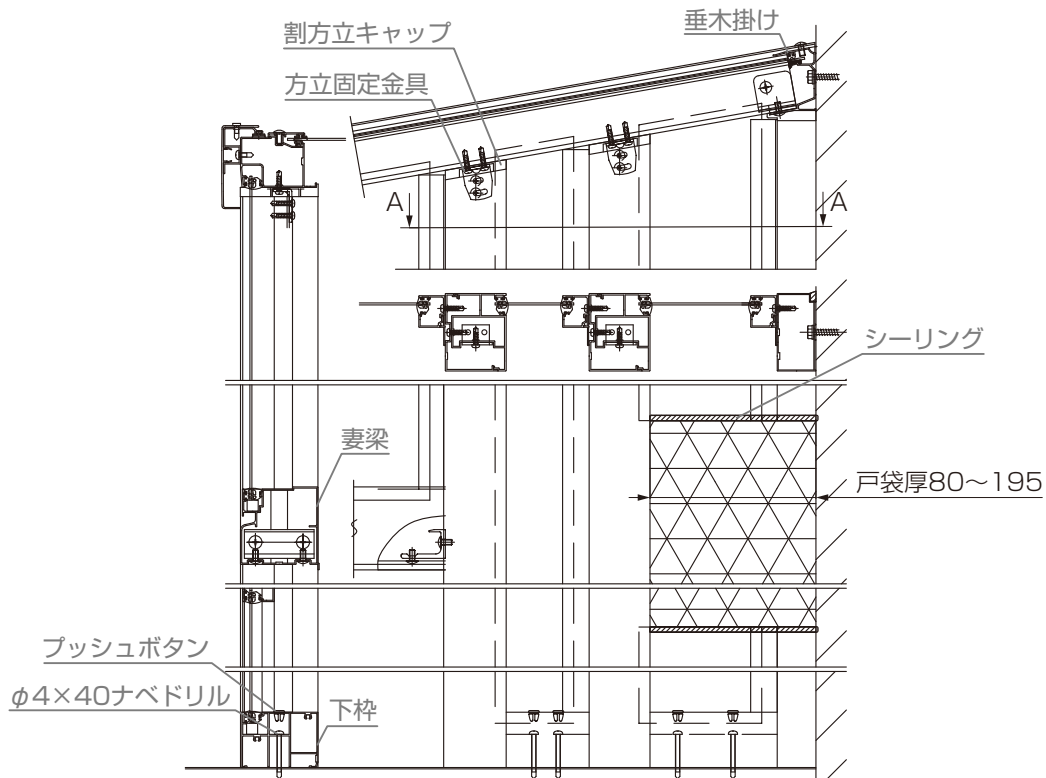 垂木掛け
割方立キャップ
方立固定金具
A
A
シーリング
妻梁
戸袋厚80～195
プッシュボタン
φ4×40ナベドリル
下枠